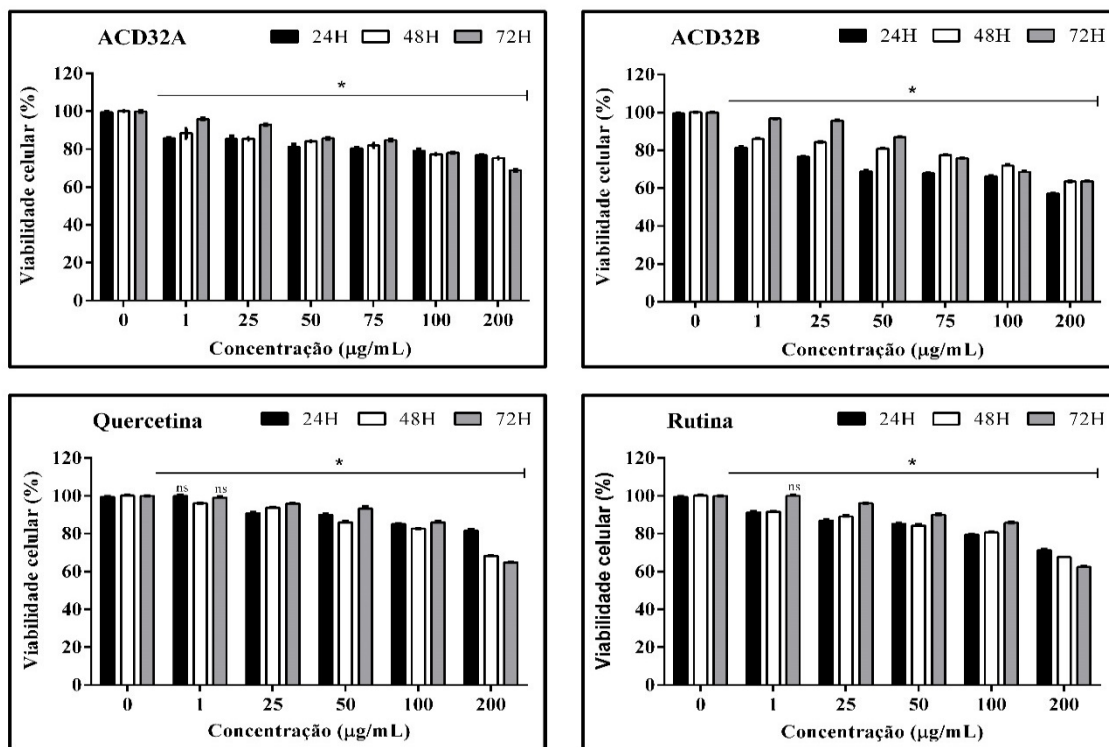 ACD32A 24H 48H 72H
*
Viabilidade celular (%)
120
100
80
60
40
20
0
0 1 25 50 75 100 200
Concentração (µg/mL)
ACD32B 24H 48H 72H
*
Viabilidade celular (%)
120
100
80
60
40
20
0
0 1 25 50 75 100 200
Concentração (µg/mL)
Quercetina 24H 48H 72H
*
ns ns
Viabilidade celular (%)
120
100
80
60
40
20
0
0 1 25 50 100 200
Concentração (µg/mL)
Rutina 24H 48H 72H
*
ns
Viabilidade celular (%)
120
100
80
60
40
20
0
0 1 25 50 100 200
Concentração (µg/mL)